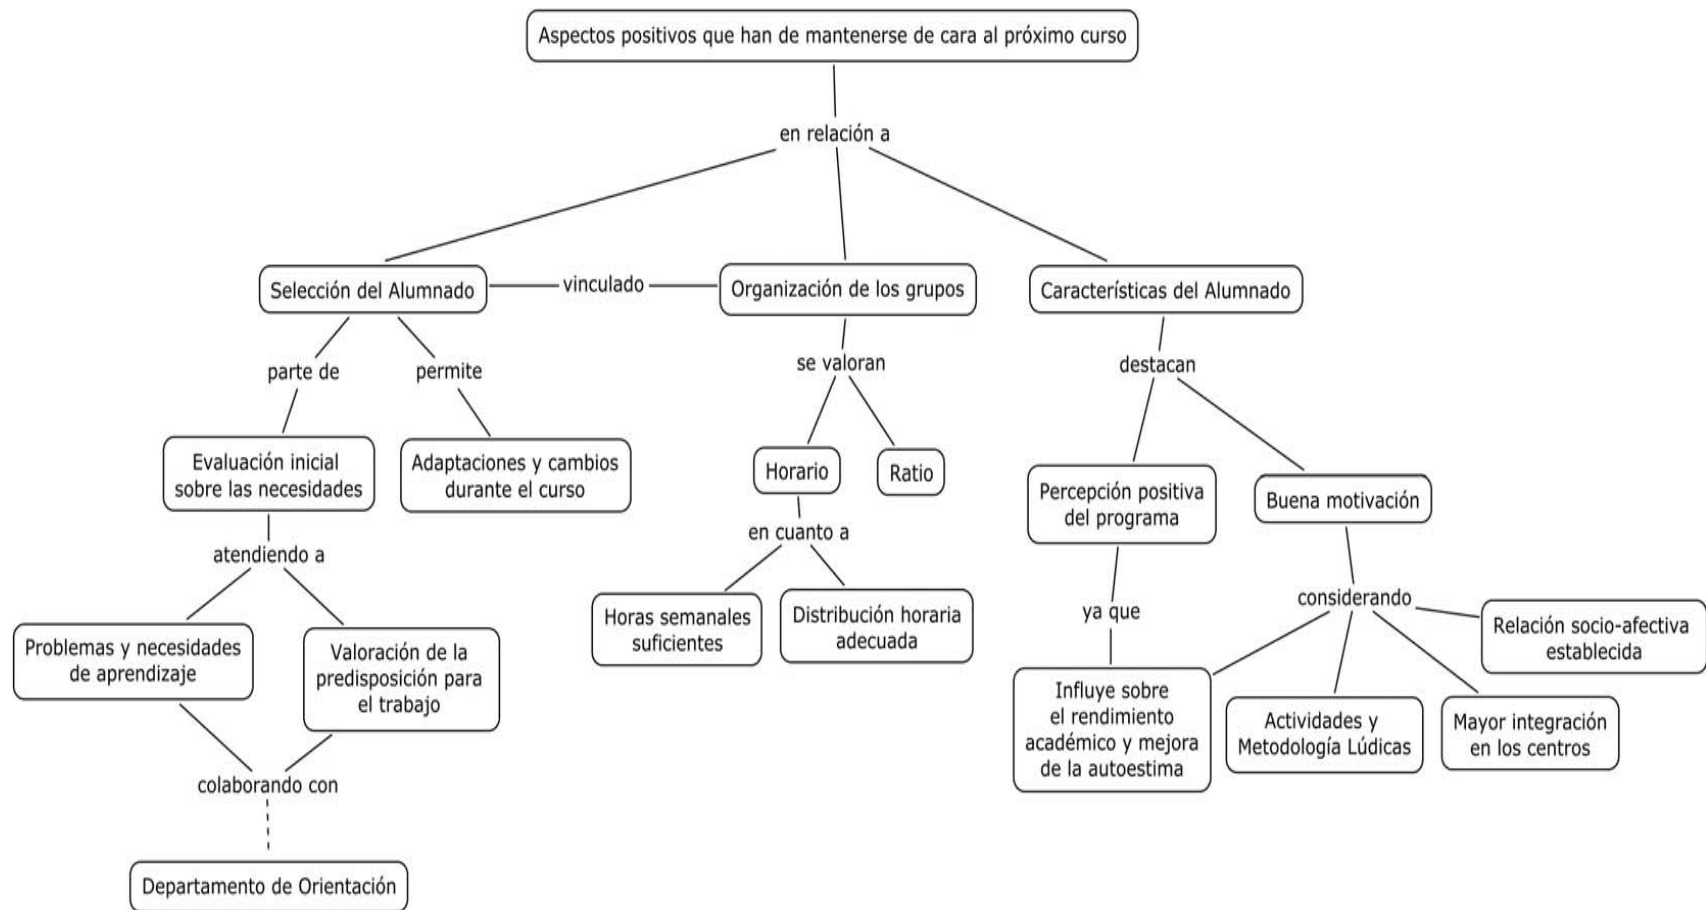 Aspectos positivos que han de mantenerse de cara al próximo curso
en relación a
Selección del Alumnado
vinculado
Organización de los grupos
Características del Alumnado
parte de
permite
se valoran
destacan
Evaluación inicial
sobre las necesidades
Adaptaciones y cambios
durante el curso
Horario
Ratio
Percepción positiva
del programa
Buena motivación
atendiendo a
en cuanto a
ya que
considerando
Problemas y necesidades
de aprendizaje
Valoración de la
predisposición para
el trabajo
Horas semanales
suficientes
Distribución horaria
adecuada
Relación socio-afectiva
establecida
Influye sobre
el rendimiento
académico y mejora
de la autoestima
Actividades y
Metodología Lúdicas
Mayor integración
en los centros
colaborando con
Departamento de Orientación